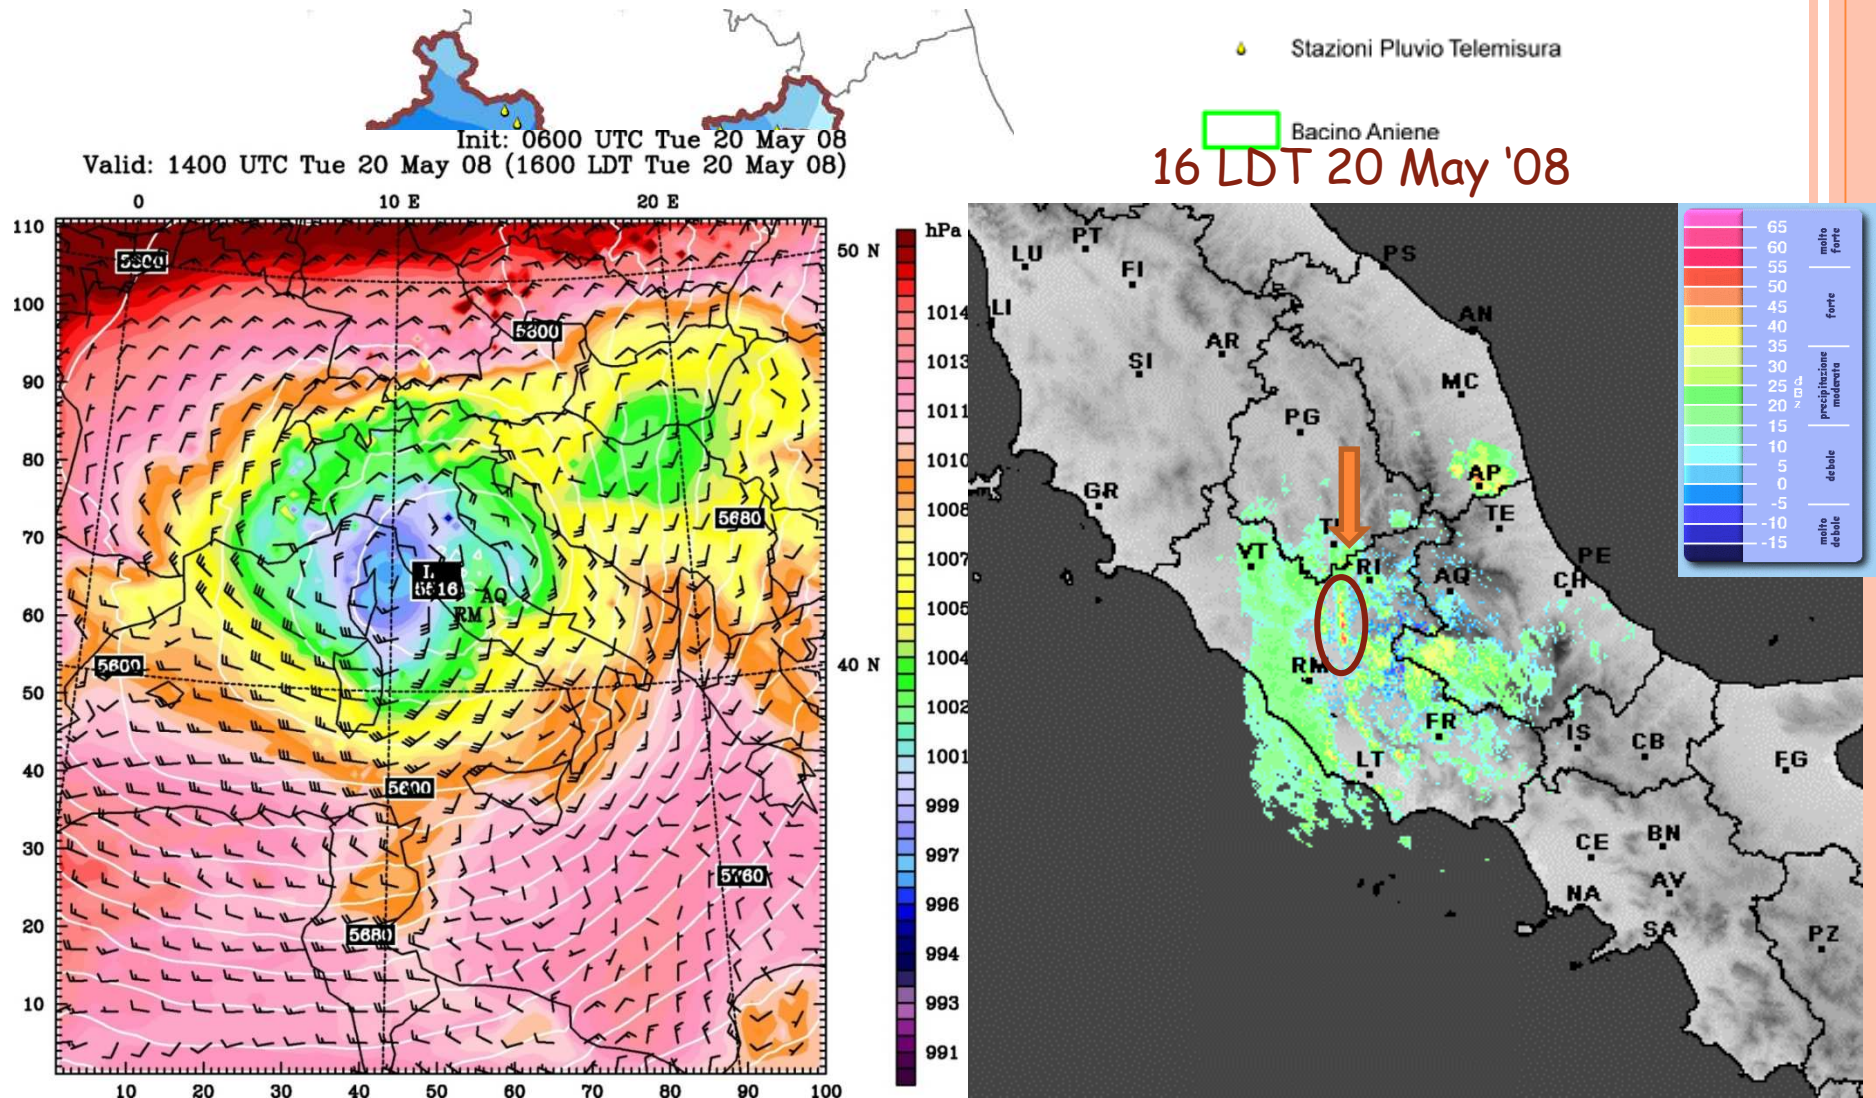 Stazioni Pluvio Telemisura
Bacino Aniene
Init: 0600 UTC Tue 20 May 08
Valid: 1400 UTC Tue 20 May 08 (1600 LDT Tue 20 May 08)
16 LDT 20 May '08
0 10 E 20 E
50 N
40 N
110
100
90
80
70
60
50
40
30
20
10
10 20 30 40 50 60 70 80 90 100
5600
5600
5680
5516
AQ
RM
5600
5600
5760
5680
hPa
1014
1013
1011
1010
1008
1007
1005
1004
1002
1001
999
997
996
994
993
991
LU
PT
FI
PS
LI
AN
AR
SI
MC
PG
AP
GR
TE
VT
RI
PE
AQ
CH
RM
FR
IS
CB
LT
FG
CE
BN
NA
AV
SA
PZ
65
60
55
50
45
40
35
30
25
20
15
10
5
0
-5
-10
-15
dBz
molto forte
forte
precipitazione moderata
debole
molto debole